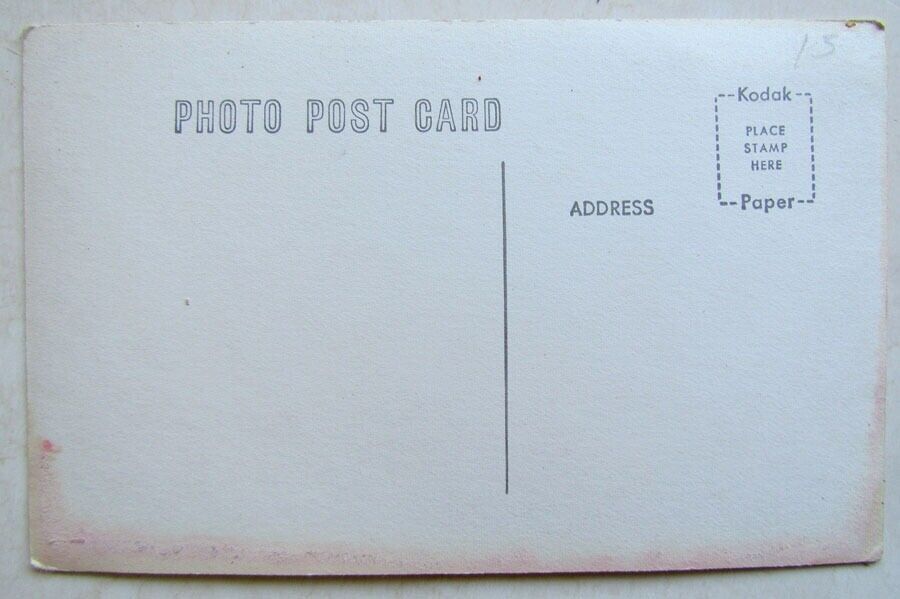 15
PHOTO POST CARD
Kodak
PLACE
STAMP
HERE
Paper
ADDRESS